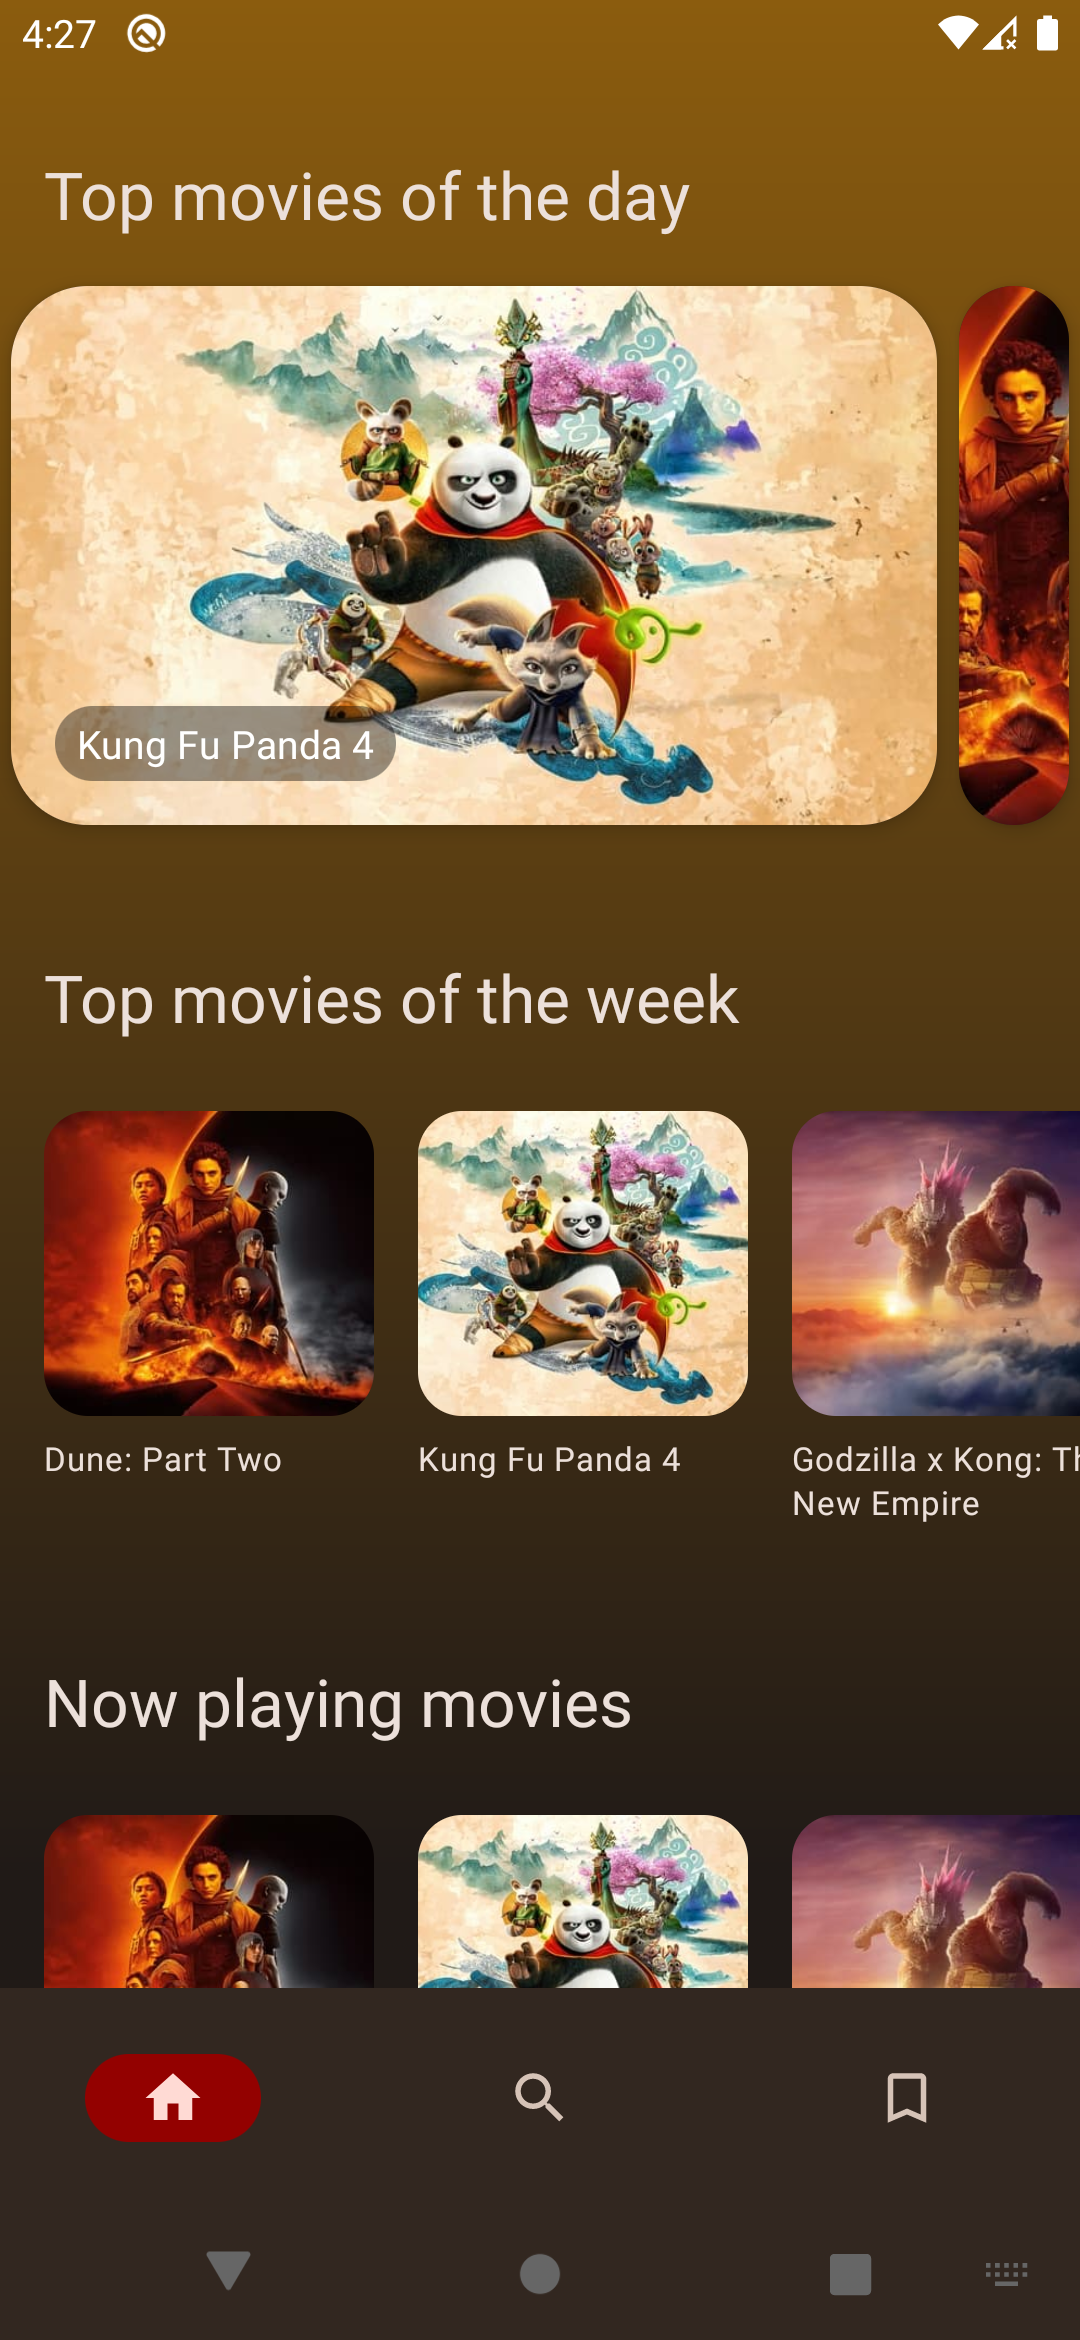 4:27
Top movies of the day
Kung Fu Panda 4
Top movies of the week
Dune: Part Two
Kung Fu Panda 4
Godzilla x Kong: Th
New Empire
Now playing movies